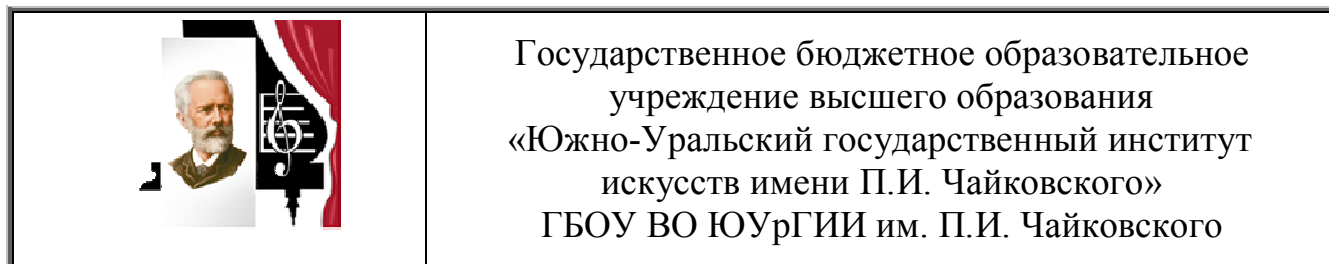 Государственное бюджетное образовательное
учреждение высшего образования
«Южно-Уральский государственный институт
искусств имени П.И. Чайковского»
ГБОУ ВО ЮУрГИИ им. П.И. Чайковского